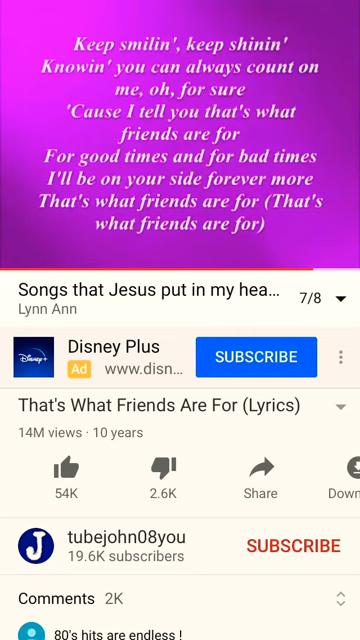 Keep smilin', keep shinin'
Knowin' you can always count on
me, oh, for sure
'Cause I tell you that's what
friends are for
For good times and for bad times
I'll be on your side forever more
That's what friends are for (That's
what friends are for)
Songs that Jesus put in my hea...
7/8
Lynn Ann
Disney+
Disney Plus
Ad www.disn...
SUBSCRIBE
That's What Friends Are For (Lyrics)
14M views · 10 years
54K
2.6K
Share
Down
J
tubejohn08you
19.6K subscribers
SUBSCRIBE
Comments 2K
80's hits are endless !